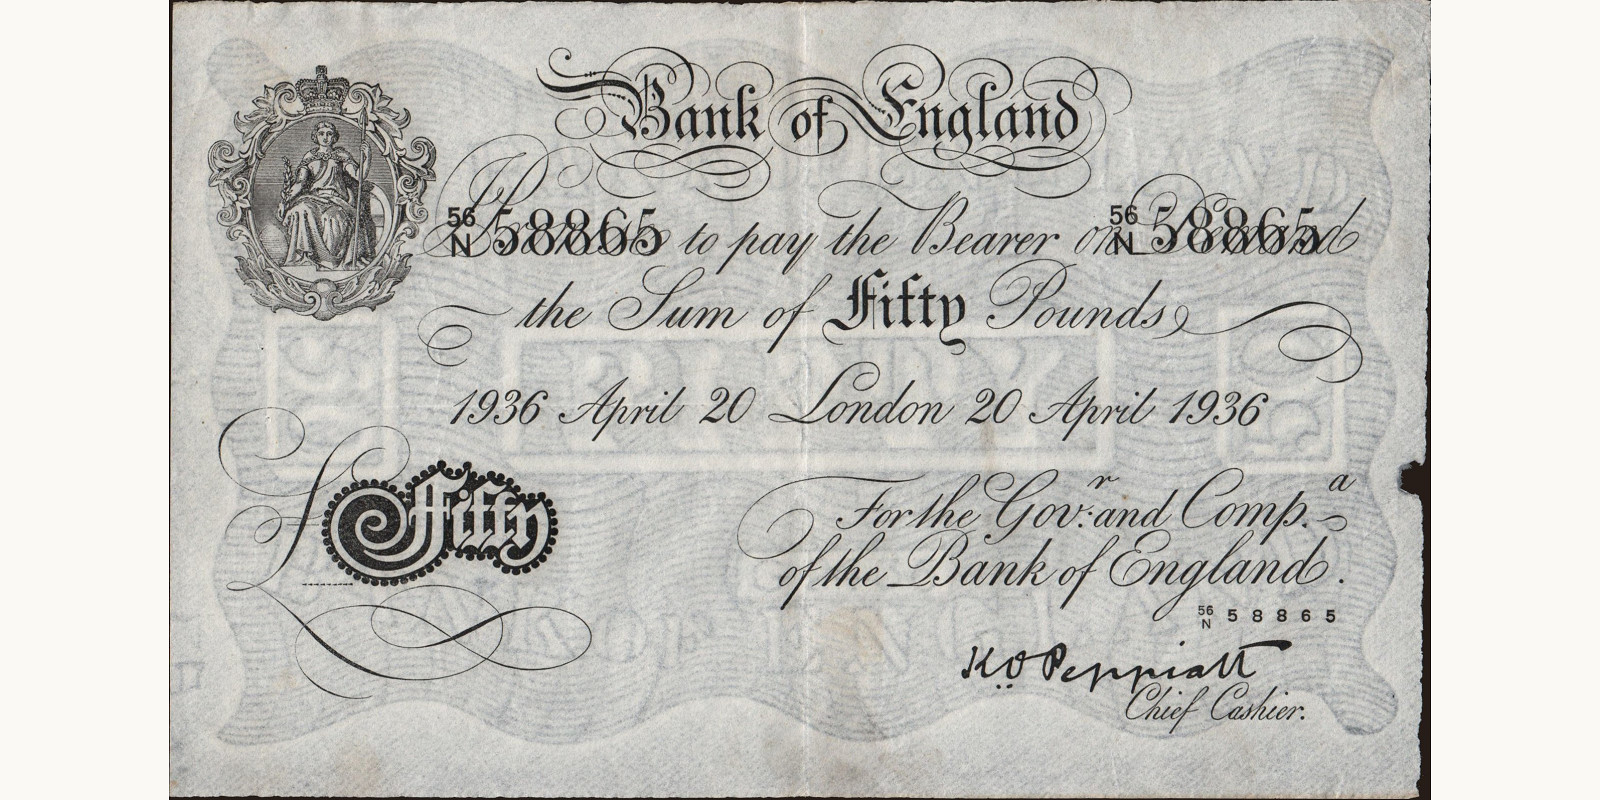 Bank of England
56 N 58865 Promise to pay the Bearer on Demand 56 N 58865
the Sum of Fifty Pounds
1936 April 20 London 20 April 1936
£ Fifty
For the Govr. and Compa.
of the Bank of England.
56 N 58865
K.O. Peppiatt
Chief Cashier.